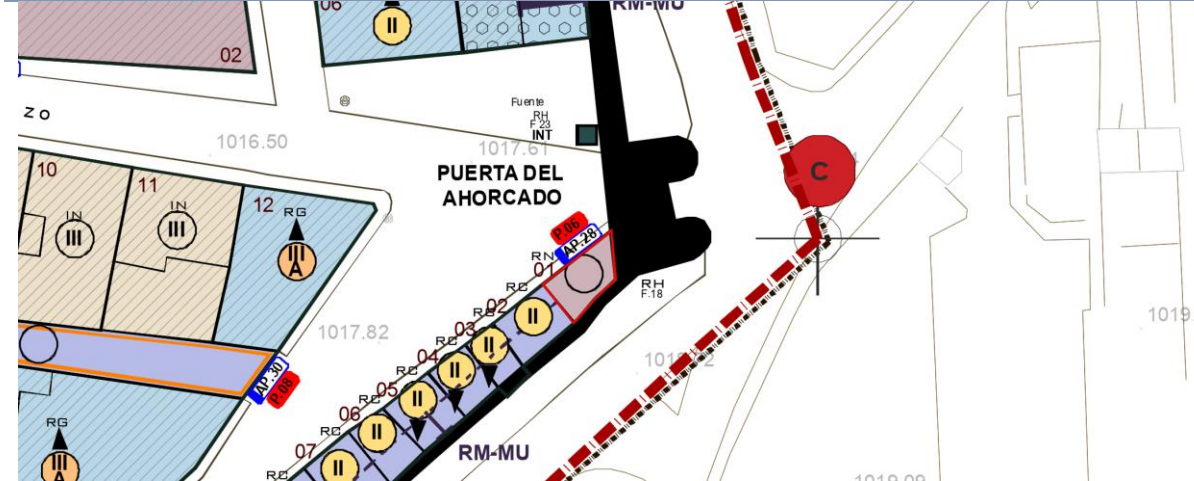 06
II
RM-MU
02
ZO
1016.50
Fuente
RH
F.23
INT
1017.61
PUERTA DEL
AHORCADO
C
10
IN
III
11
IN
III
12
RG
III
A
P.06
AP.28
RN
01
RH
F.18
RC
02
II
RC
03
II
RC
04
II
RC
05
II
RC
06
II
RC
07
II
RC
1017.82
AP.30
P.08
RG
III
A
RM-MU
1019.
1019.09